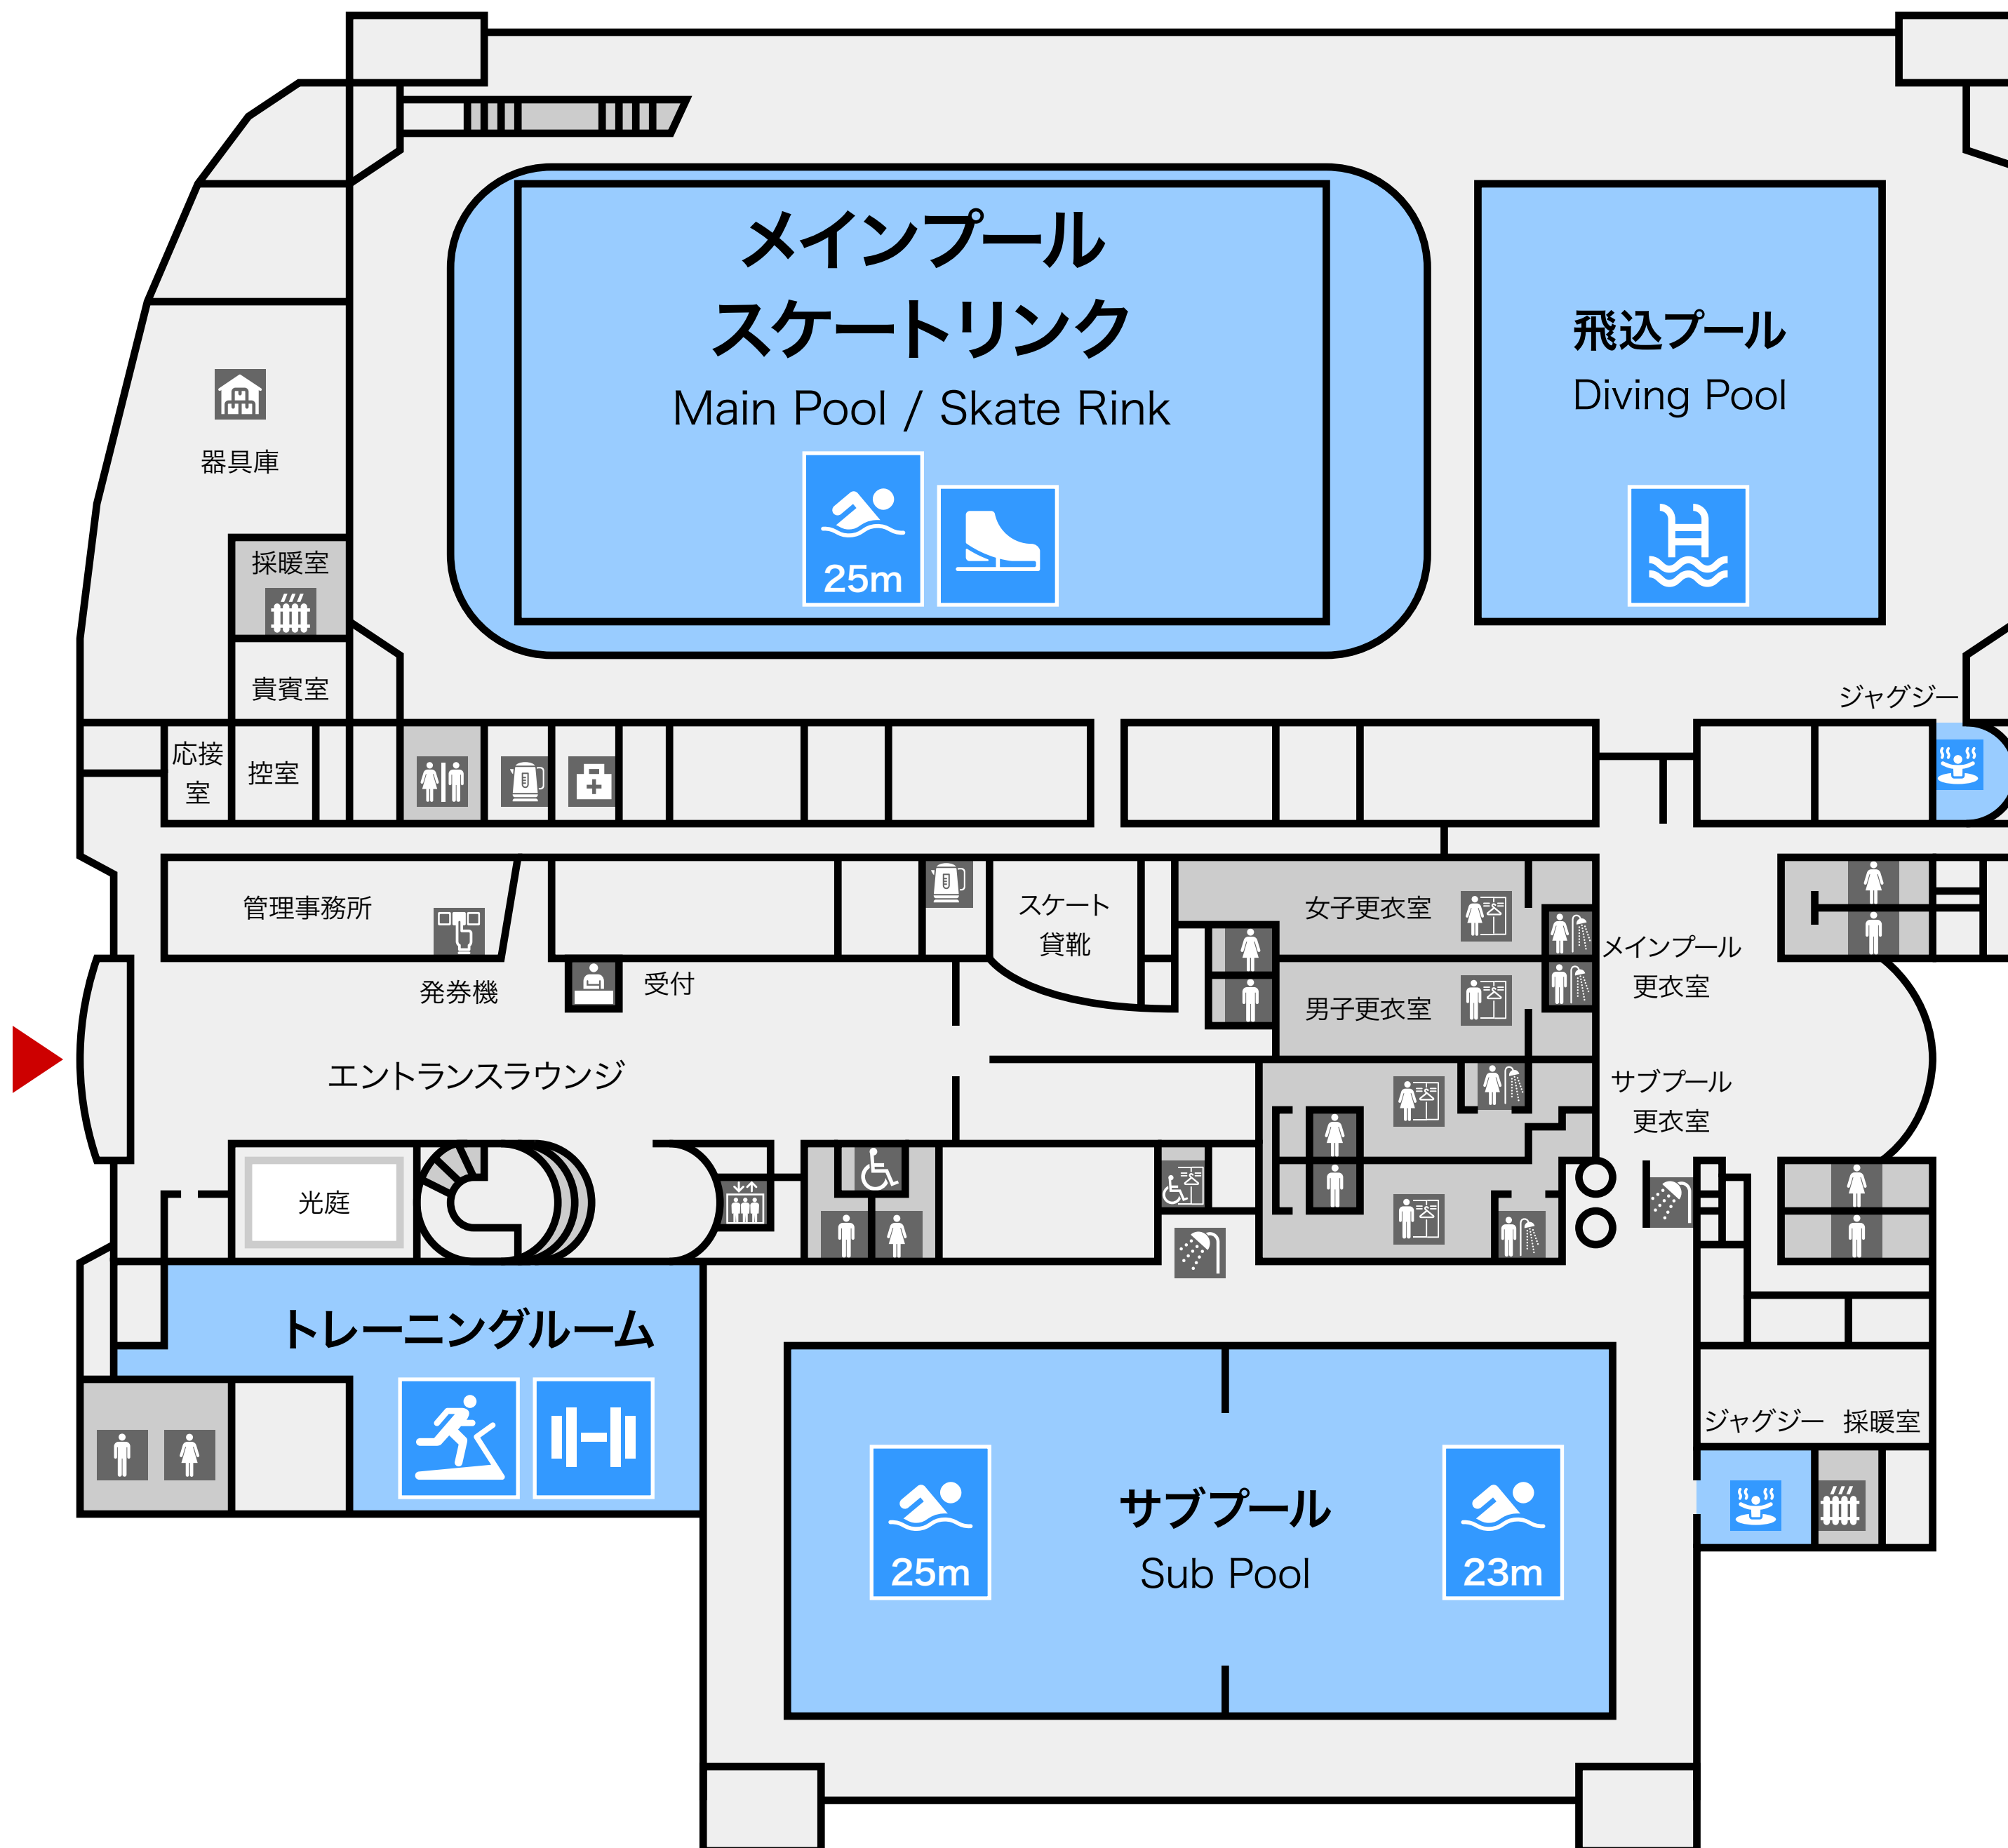 メインプール
スケートリンク
Main Pool / Skate Rink
25m
飛込プール
Diving Pool
器具庫
採暖室
貴賓室
応接
室
控室
ジャグジー
管理事務所
発券機
受付
スケート
貸靴
女子更衣室
男子更衣室
メインプール
更衣室
エントランスラウンジ
サブプール
更衣室
光庭
トレーニングルーム
ジャグジー
採暖室
サブプール
Sub Pool
25m
23m